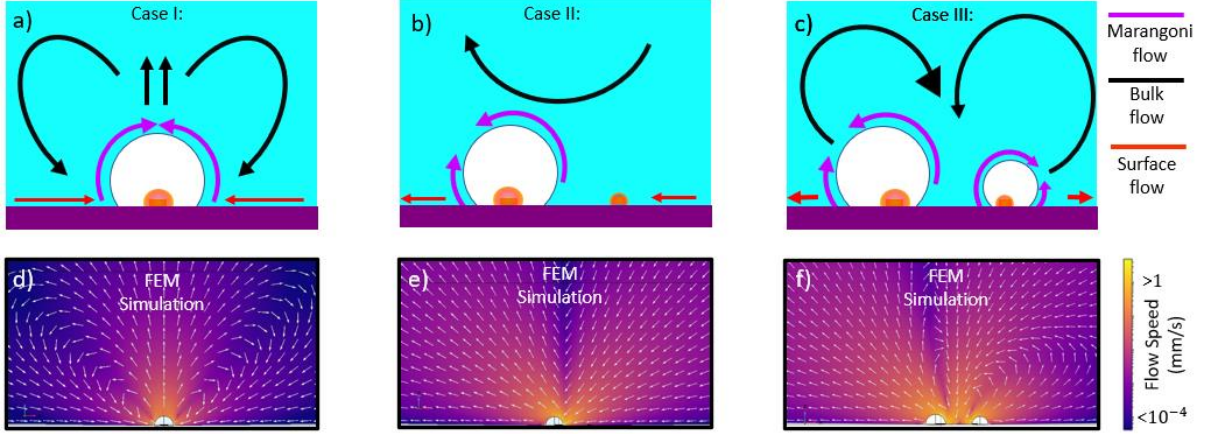 a)
Case I:
b)
Case II:
c)
Case III:
Marangoni
flow
Bulk
flow
Surface
flow
d)
FEM
Simulation
e)
FEM
Simulation
f)
FEM
Simulation
>1
Flow Speed
(mm/s)
<10⁻⁴